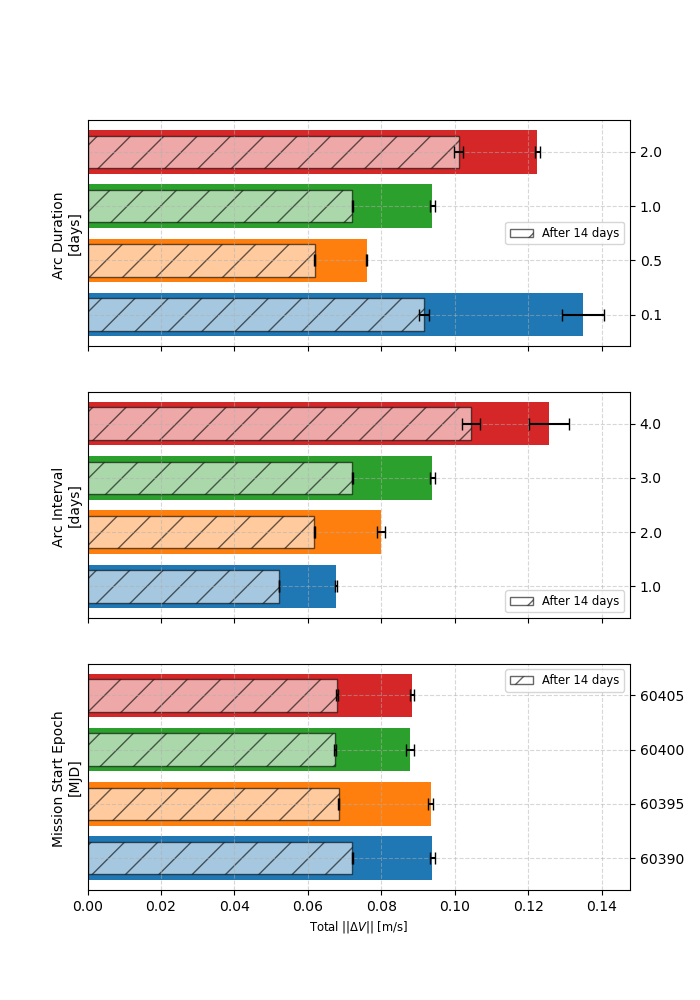 Arc Duration
[days]
2.0
1.0
0.5
0.1
After 14 days
Arc Interval
[days]
4.0
3.0
2.0
1.0
After 14 days
Mission Start Epoch
[MJD]
60405
60400
60395
60390
After 14 days
0.00 0.02 0.04 0.06 0.08 0.10 0.12 0.14
Total ||ΔV|| [m/s]